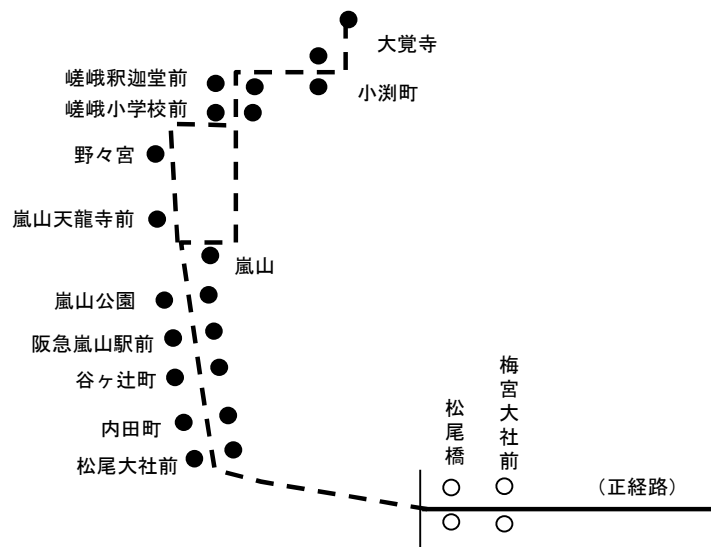 大覚寺
嵯峨釈迦堂前
小渕町
嵯峨小学校前
野々宮
嵐山天龍寺前
嵐山
嵐山公園
阪急嵐山駅前
谷ヶ辻町
内田町
松尾大社前
松尾橋
梅宮大社前
（正経路）